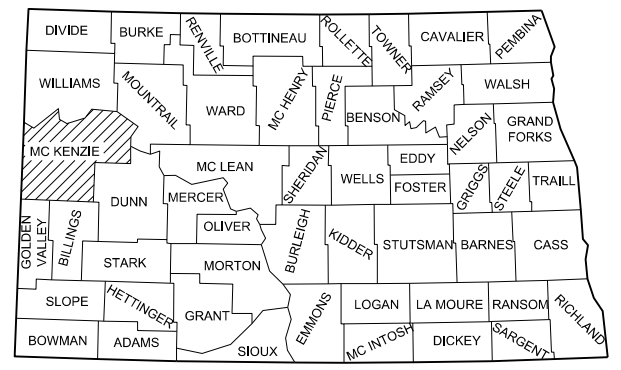 DIVIDE
BURKE
RENVILLE
BOTTINEAU
ROLLETTE
TOWNER
CAVALIER
PEMBINA
WILLIAMS
MOUNTRAIL
WARD
MC HENRY
PIERCE
BENSON
RAMSEY
WALSH
NELSON
GRAND
FORKS
MC KENZIE
MC LEAN
SHERIDAN
WELLS
EDDY
FOSTER
GRIGGS
STEELE
TRAILL
DUNN
MERCER
OLIVER
GOLDEN
VALLEY
BILLINGS
STARK
MORTON
BURLEIGH
KIDDER
STUTSMAN
BARNES
CASS
SLOPE
HETTINGER
GRANT
EMMONS
LOGAN
LA MOURE
RANSOM
RICHLAND
BOWMAN
ADAMS
SIOUX
MC INTOSH
DICKEY
SARGENT